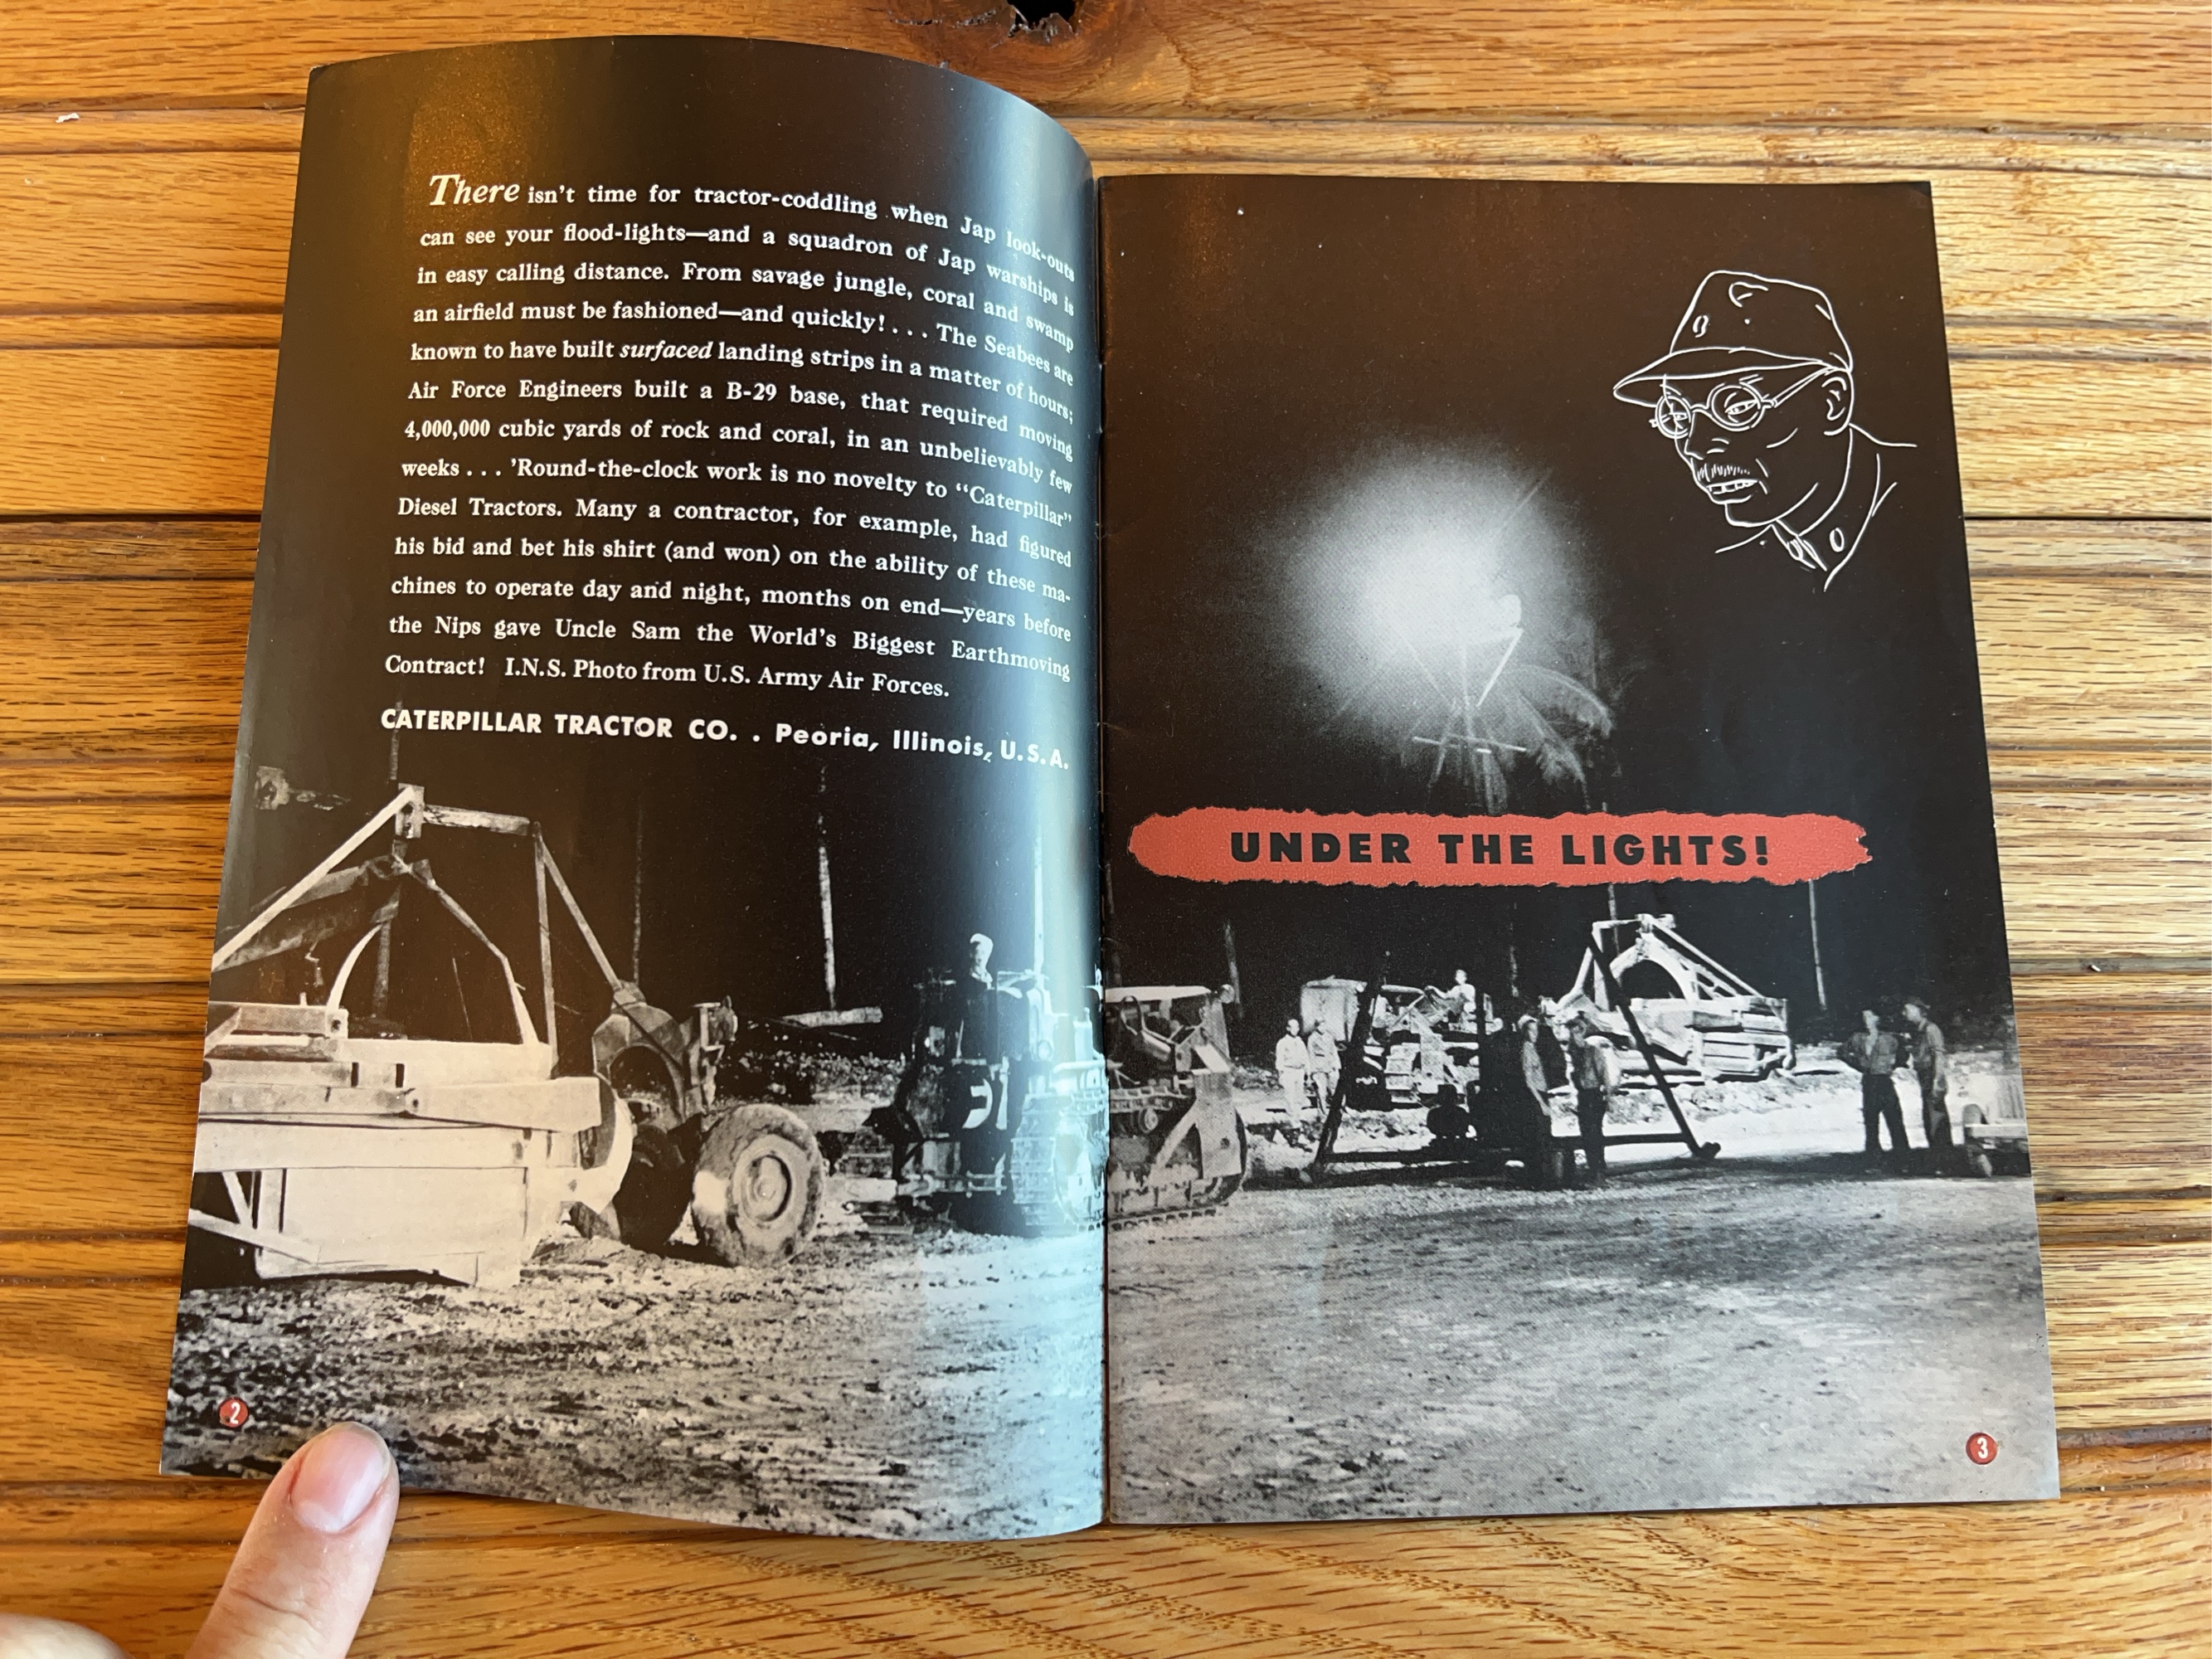 There isn't time for tractor-coddling when Jap look-outs
can see your flood-lights—and a squadron of Jap warships is
in easy calling distance. From savage jungle, coral and swamp
an airfield must be fashioned—and quickly! . . . The Seabees are
known to have built surfaced landing strips in a matter of hours;
Air Force Engineers built a B-29 base, that required moving
4,000,000 cubic yards of rock and coral, in an unbelievably few
weeks . . . 'Round-the-clock work is no novelty to "Caterpillar"
Diesel Tractors. Many a contractor, for example, had figured
his bid and bet his shirt (and won) on the ability of these ma-
chines to operate day and night, months on end—years before
the Nips gave Uncle Sam the World's Biggest Earthmoving
Contract! I.N.S. Photo from U.S. Army Air Forces.
CATERPILLAR TRACTOR CO. . Peoria, Illinois, U.S.A.
2
UNDER THE LIGHTS!
3